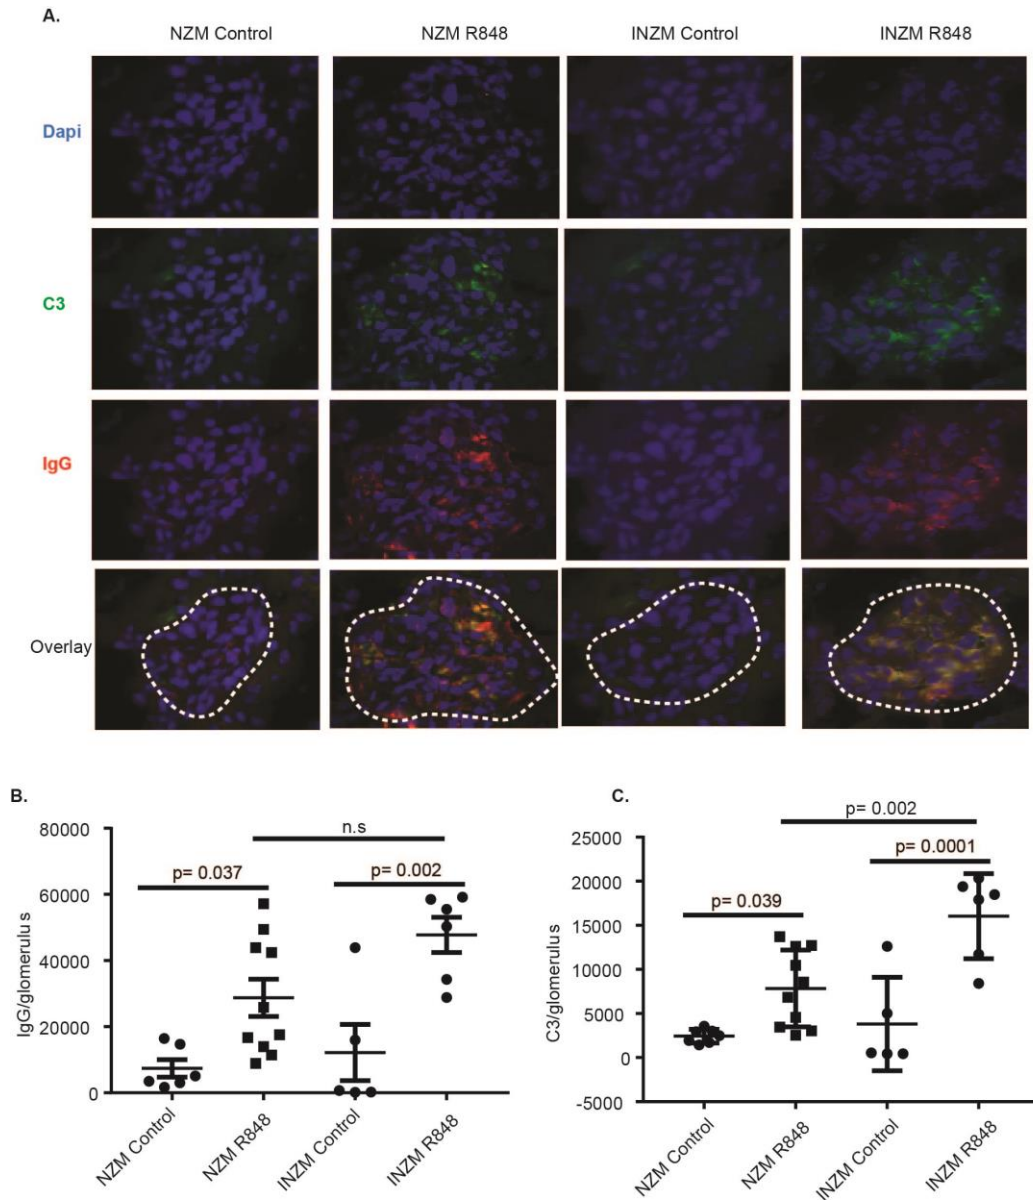 A.
NZM Control NZM R848 INZM Control INZM R848
Dapi
C3
IgG
Overlay
B.
80000
60000
40000
20000
0
IgG/glomerulus
n.s
p= 0.037
p= 0.002
NZM Control
NZM R848
INZM Control
INZM R848
C.
25000
20000
15000
10000
5000
0
-5000
C3/glomerulus
p= 0.002
p= 0.0001
p= 0.039
NZM Control
NZM R848
INZM Control
INZM R848